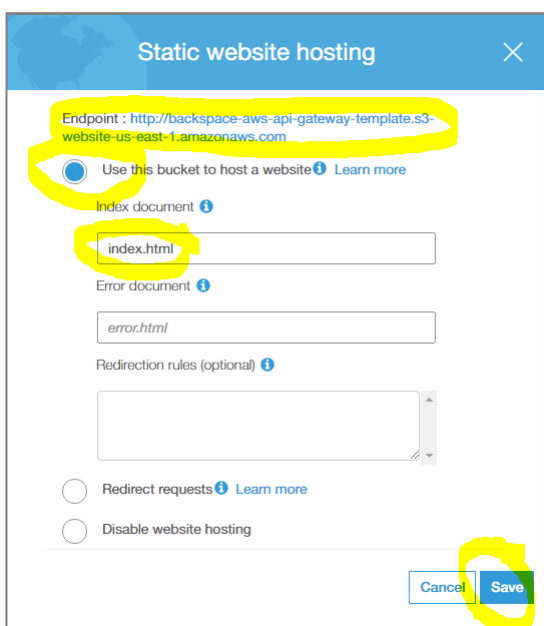 Static website hosting
Endpoint : http://backspace-aws-api-gateway-template.s3-
website-us-east-1.amazonaws.com
Use this bucket to host a website Learn more
Index document
index.html
Error document
error.html
Redirection rules (optional)
Redirect requests Learn more
Disable website hosting
Cancel Save